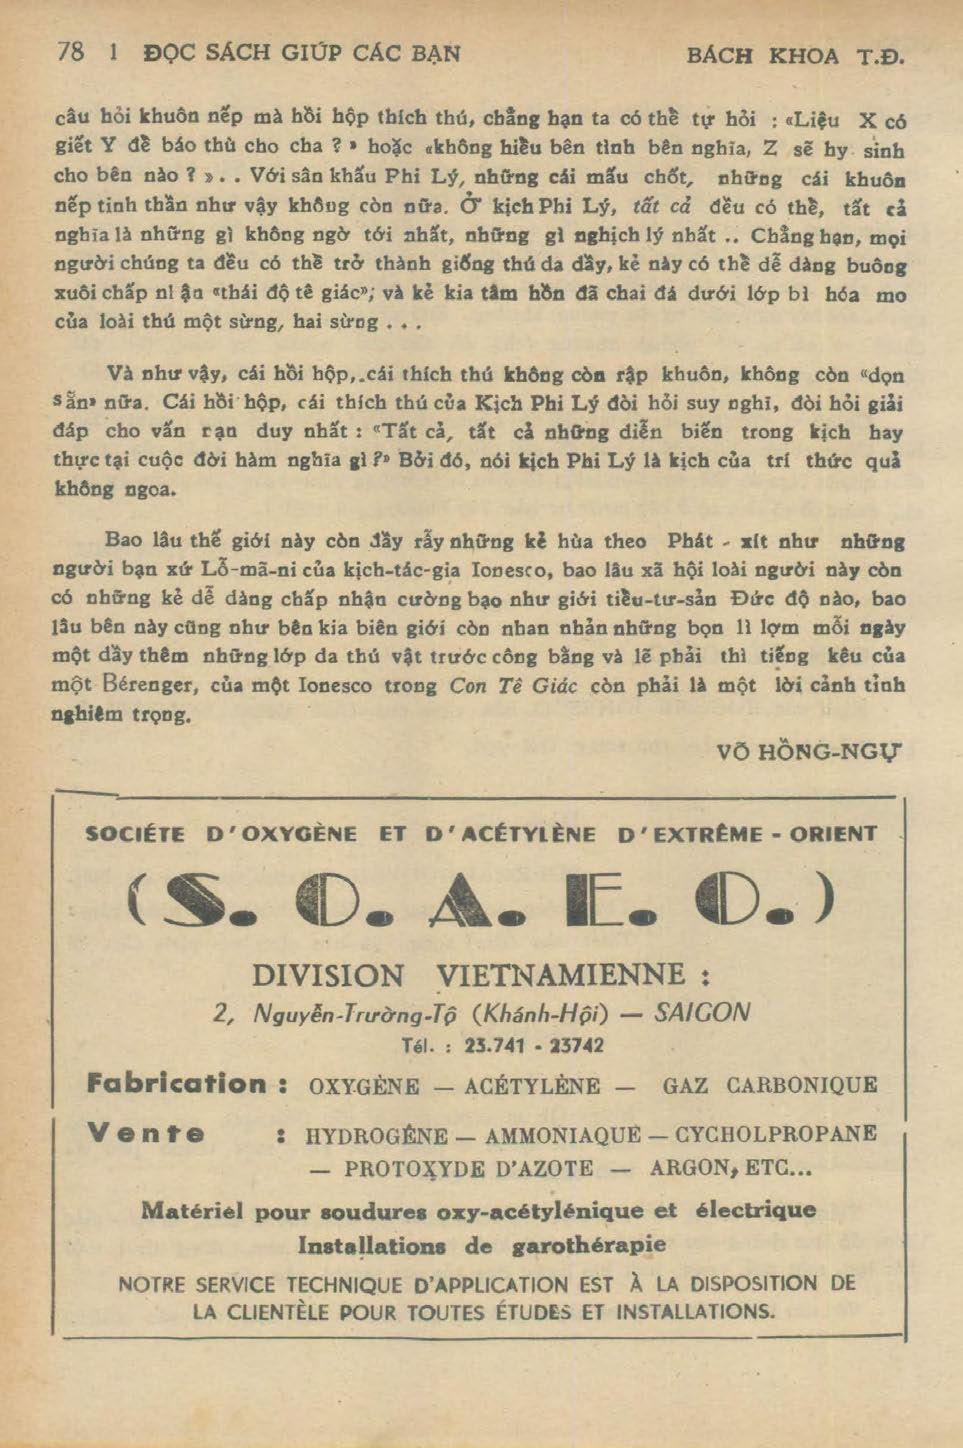 78 1 ĐỌC SÁCH GIÚP CÁC BẠN BÁCH KHOA T.Đ.
câu hỏi khuôn nếp mà hồi hộp thích thú, chẳng hạn ta có thể tự hỏi : «Liệu X có
giết Y để báo thù cho cha ? » hoặc «không hiểu bên tình bên nghĩa, Z sẽ hy sinh
cho bên nào ? ». . Với sân khấu Phi Lý, những cái mấu chốt, những cái khuôn
nếp tinh thần như vậy không còn nữa. Ở kịch Phi Lý, tất cả đều có thể, tất cả
nghĩa là những gì không ngờ tới nhất, những gì nghịch lý nhất .. Chẳng hạn, mọi
người chúng ta đều có thể trở thành giống thú da dầy, kẻ này có thể dễ dàng buông
xuôi chấp nhận «thái độ tê giác»; và kẻ kia tâm hồn đã chai đá dưới lớp bì hóa mo
của loài thú một sừng, hai sừng . . .
Và như vậy, cái hồi hộp, cái thích thú không còn rập khuôn, không còn «dọn
sẵn» nữa. Cái hồi hộp, cái thích thú của Kịch Phi Lý đòi hỏi suy nghĩ, đòi hỏi giải
đáp cho vấn nạn duy nhất : «Tất cả, tất cả những diễn biến trong kịch hay
thực tại cuộc đời hàm nghĩa gì ?» Bởi đó, nói kịch Phi Lý là kịch của trí thức quả
không ngoa.
Bao lâu thế giới này còn đầy rẫy những kẻ hùa theo Phát - xít như những
người bạn xứ Lỗ-mã-ni của kịch-tác-gia Ionesco, bao lâu xã hội loài người này còn
có những kẻ dễ dàng chấp nhận cường bạo như giới tiểu-tư-sản Đức độ nào, bao
lâu bên này cũng như bên kia biên giới còn nhan nhản những bọn lì lợm mỗi ngày
một dầy thêm những lớp da thú vật trước công bằng và lẽ phải thì tiếng kêu của
một Bérenger, của một Ionesco trong Con Tê Giác còn phải là một lời cảnh tỉnh
nghiêm trọng.
VÕ HỒNG-NGỰ
SOCIÉTE D'OXYGÈNE ET D'ACÉTYLÈNE D'EXTRÊME - ORIENT
(S. O. A. E. O.)
DIVISION VIETNAMIENNE :
2, Nguyễn-Trường-Tộ (Khánh-Hội) — SAIGON
Tél. : 23.741 - 23742
Fabrication : OXYGÈNE — ACÉTYLÈNE — GAZ CARBONIQUE
Vente : HYDROGÊNE — AMMONIAQUE — CYCHOLPROPANE
— PROTOXYDE D'AZOTE — ARGON, ETC...
Matériel pour soudures oxy-acétylénique et électrique
Installations de garothérapie
NOTRE SERVICE TECHNIQUE D'APPLICATION EST À LA DISPOSITION DE
LA CLIENTÈLE POUR TOUTES ÉTUDES ET INSTALLATIONS.